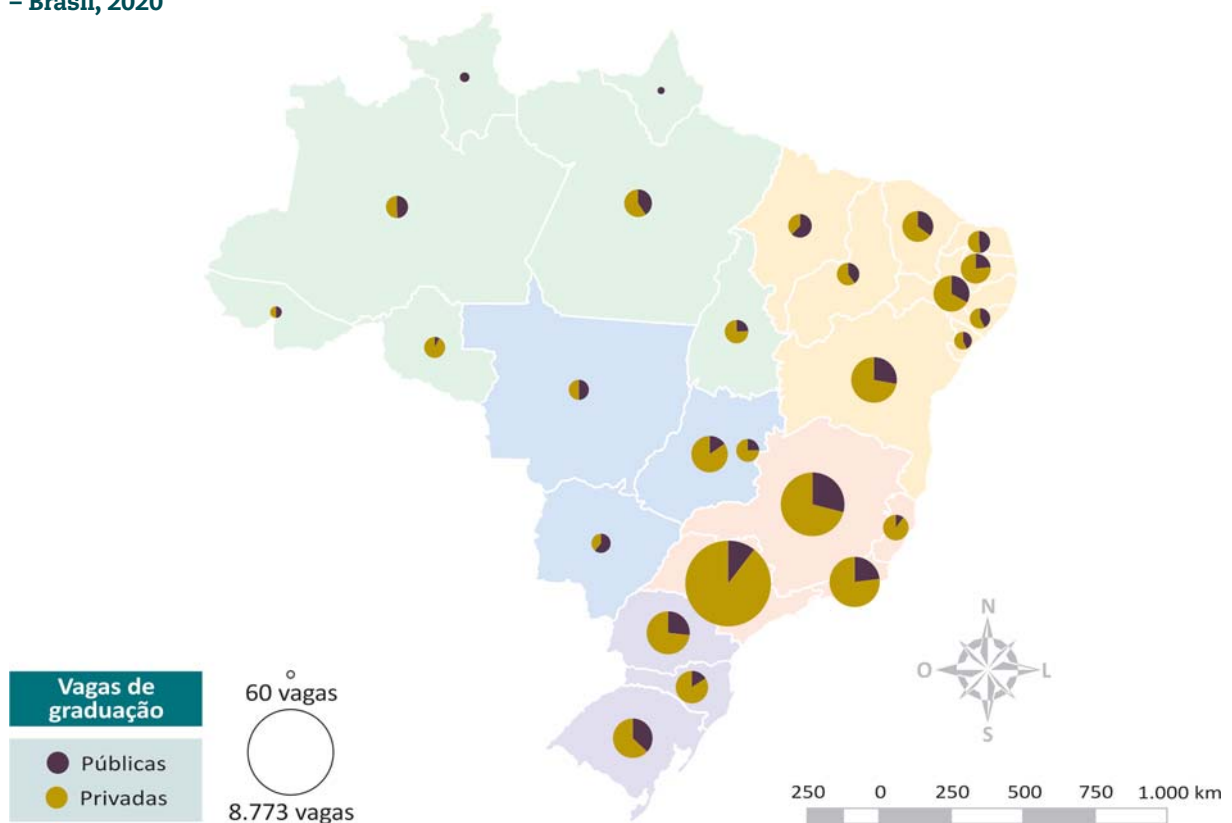 – Brasil, 2020
N
O
L
S
Vagas de
graduação
Públicas
Privadas
60 vagas
8.773 vagas
250 0 250 500 750 1.000 km